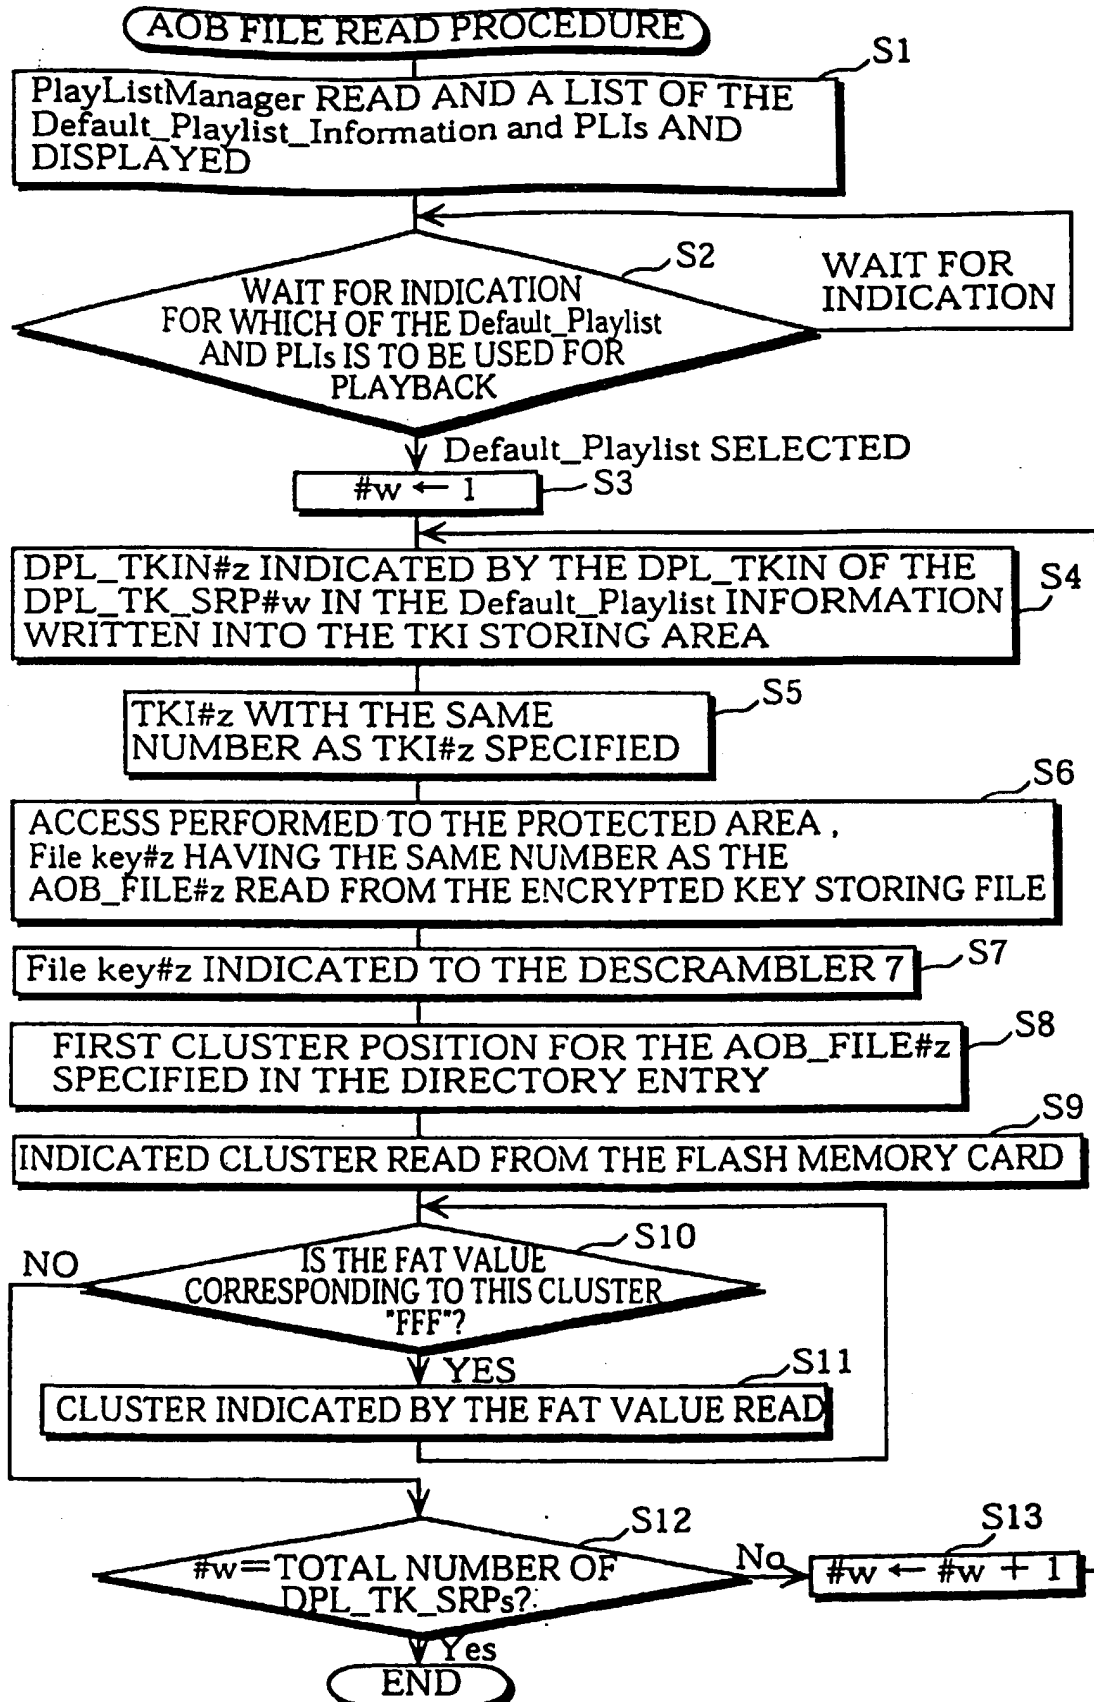 AOB FILE READ PROCEDURE
S1
PlayListManager READ AND A LIST OF THE
Default_Playlist_Information and PLIs AND
DISPLAYED
S2
WAIT FOR INDICATION
FOR WHICH OF THE Default_Playlist
AND PLIs IS TO BE USED FOR
PLAYBACK
WAIT FOR
INDICATION
Default_Playlist SELECTED
#w ← 1
S3
DPL_TKIN#z INDICATED BY THE DPL_TKIN OF THE
DPL_TK_SRP#w IN THE Default_Playlist INFORMATION
WRITTEN INTO THE TKI STORING AREA
S4
S5
TKI#z WITH THE SAME
NUMBER AS TKI#z SPECIFIED
S6
ACCESS PERFORMED TO THE PROTECTED AREA ,
File key#z HAVING THE SAME NUMBER AS THE
AOB_FILE#z READ FROM THE ENCRYPTED KEY STORING FILE
File key#z INDICATED TO THE DESCRAMBLER 7
S7
FIRST CLUSTER POSITION FOR THE AOB_FILE#z
SPECIFIED IN THE DIRECTORY ENTRY
S8
S9
INDICATED CLUSTER READ FROM THE FLASH MEMORY CARD
S10
NO
IS THE FAT VALUE
CORRESPONDING TO THIS CLUSTER
"FFF"?
YES
S11
CLUSTER INDICATED BY THE FAT VALUE READ
S12
#w=TOTAL NUMBER OF
DPL_TK_SRPs?
No
S13
#w ← #w + 1
Yes
END